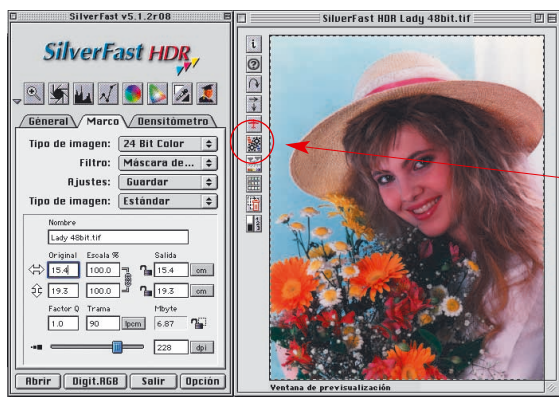 SilverFast v5.1.2r08
SilverFast HDR
Général Marco Densitómetro
Tipo de imagen: 24 Bit Color
Filtro: Máscara de...
Ajustes: Guardar
Tipo de imagen: Estándar
Nombre
Lady 48bit.tif
Original Escala % Salida
15.4 100.0 15.4 cm
19.3 100.0 19.3 cm
Factor Q Trama Mbyte
1.0 90 lpcm 6.87
228 dpi
Abrir Digit.RGB Salir Opción
SilverFast HDR Lady 48bit.tif
Ventana de previsualización